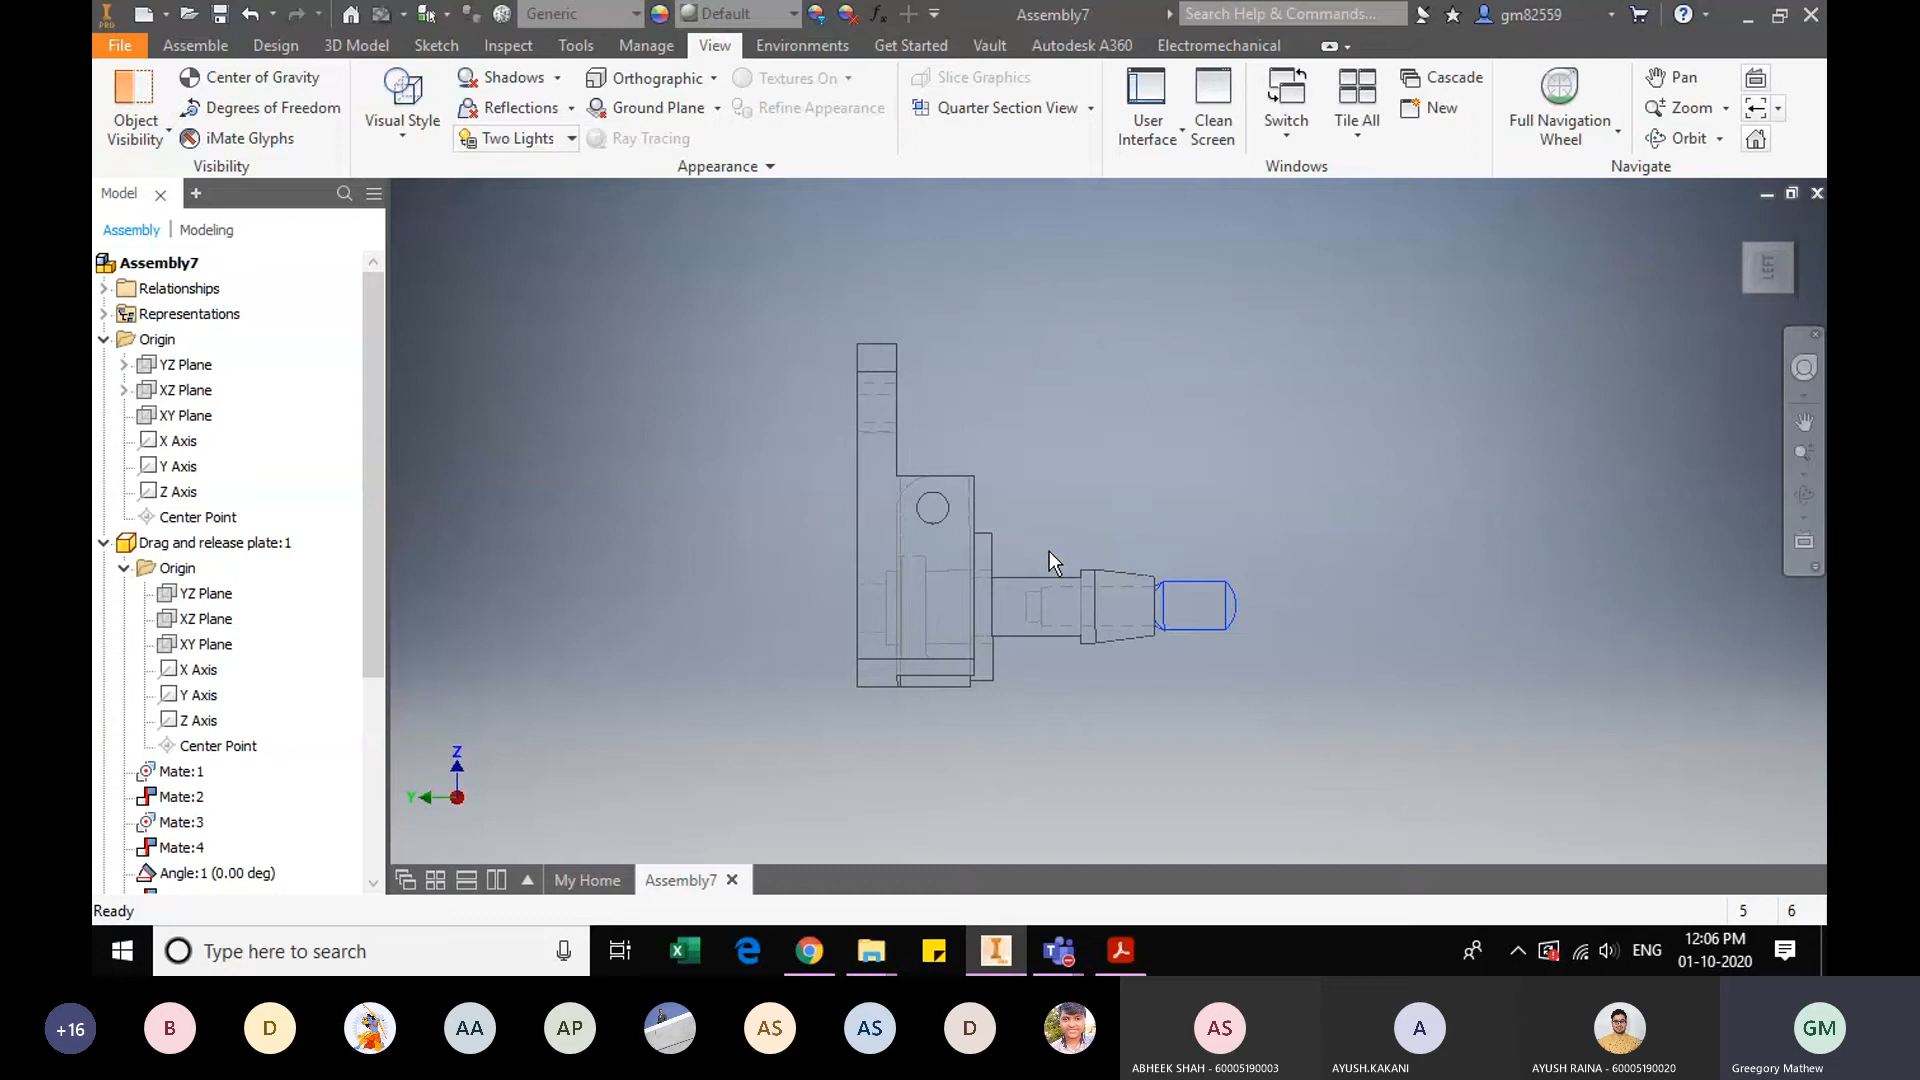 PRO
Generic
Default
Assembly7
Search Help & Commands...
gm82559
File
Assemble
Design
3D Model
Sketch
Inspect
Tools
Manage
View
Environments
Get Started
Vault
Autodesk A360
Electromechanical
Object Visibility
Center of Gravity
Degrees of Freedom
iMate Glyphs
Visibility
Visual Style
Shadows
Reflections
Two Lights
Orthographic
Ground Plane
Ray Tracing
Textures On
Refine Appearance
Appearance
Slice Graphics
Quarter Section View
User Interface
Clean Screen
Switch
Tile All
Cascade
New
Windows
Full Navigation Wheel
Pan
Zoom
Orbit
Navigate
Model
Assembly | Modeling
Assembly7
Relationships
Representations
Origin
YZ Plane
XZ Plane
XY Plane
X Axis
Y Axis
Z Axis
Center Point
Drag and release plate:1
Origin
YZ Plane
XZ Plane
XY Plane
X Axis
Y Axis
Z Axis
Center Point
Mate:1
Mate:2
Mate:3
Mate:4
Angle:1 (0.00 deg)
LEFT
Z
Y
My Home
Assembly7
Ready
5
6
Type here to search
ENG
12:06 PM
01-10-2020
+16
B
D
AA
AP
AS
AS
D
AS
A
GM
ABHEEK SHAH - 60005190003
AYUSH.KAKANI
AYUSH RAINA - 60005190020
Greegory Mathew